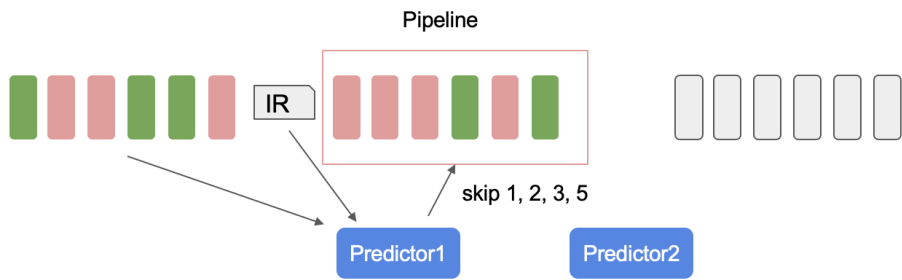 Pipeline
IR
skip 1, 2, 3, 5
Predictor1
Predictor2